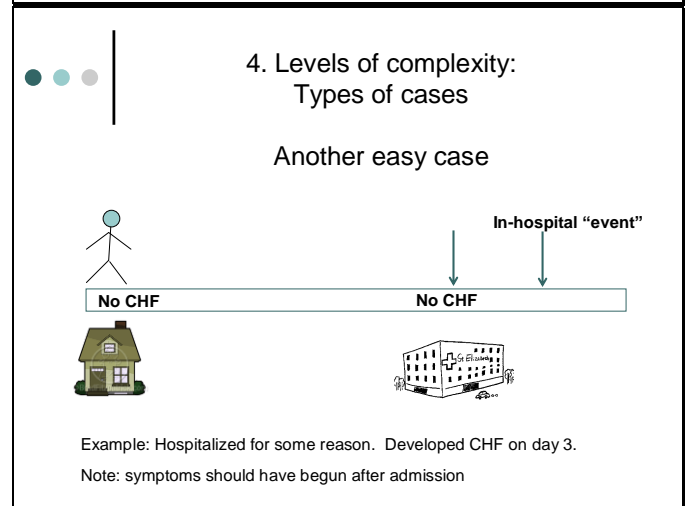 4. Levels of complexity:
Types of cases
Another easy case
In-hospital “event”
No CHF
No CHF
Example: Hospitalized for some reason.  Developed CHF on day 3.
Note: symptoms should have begun after admission